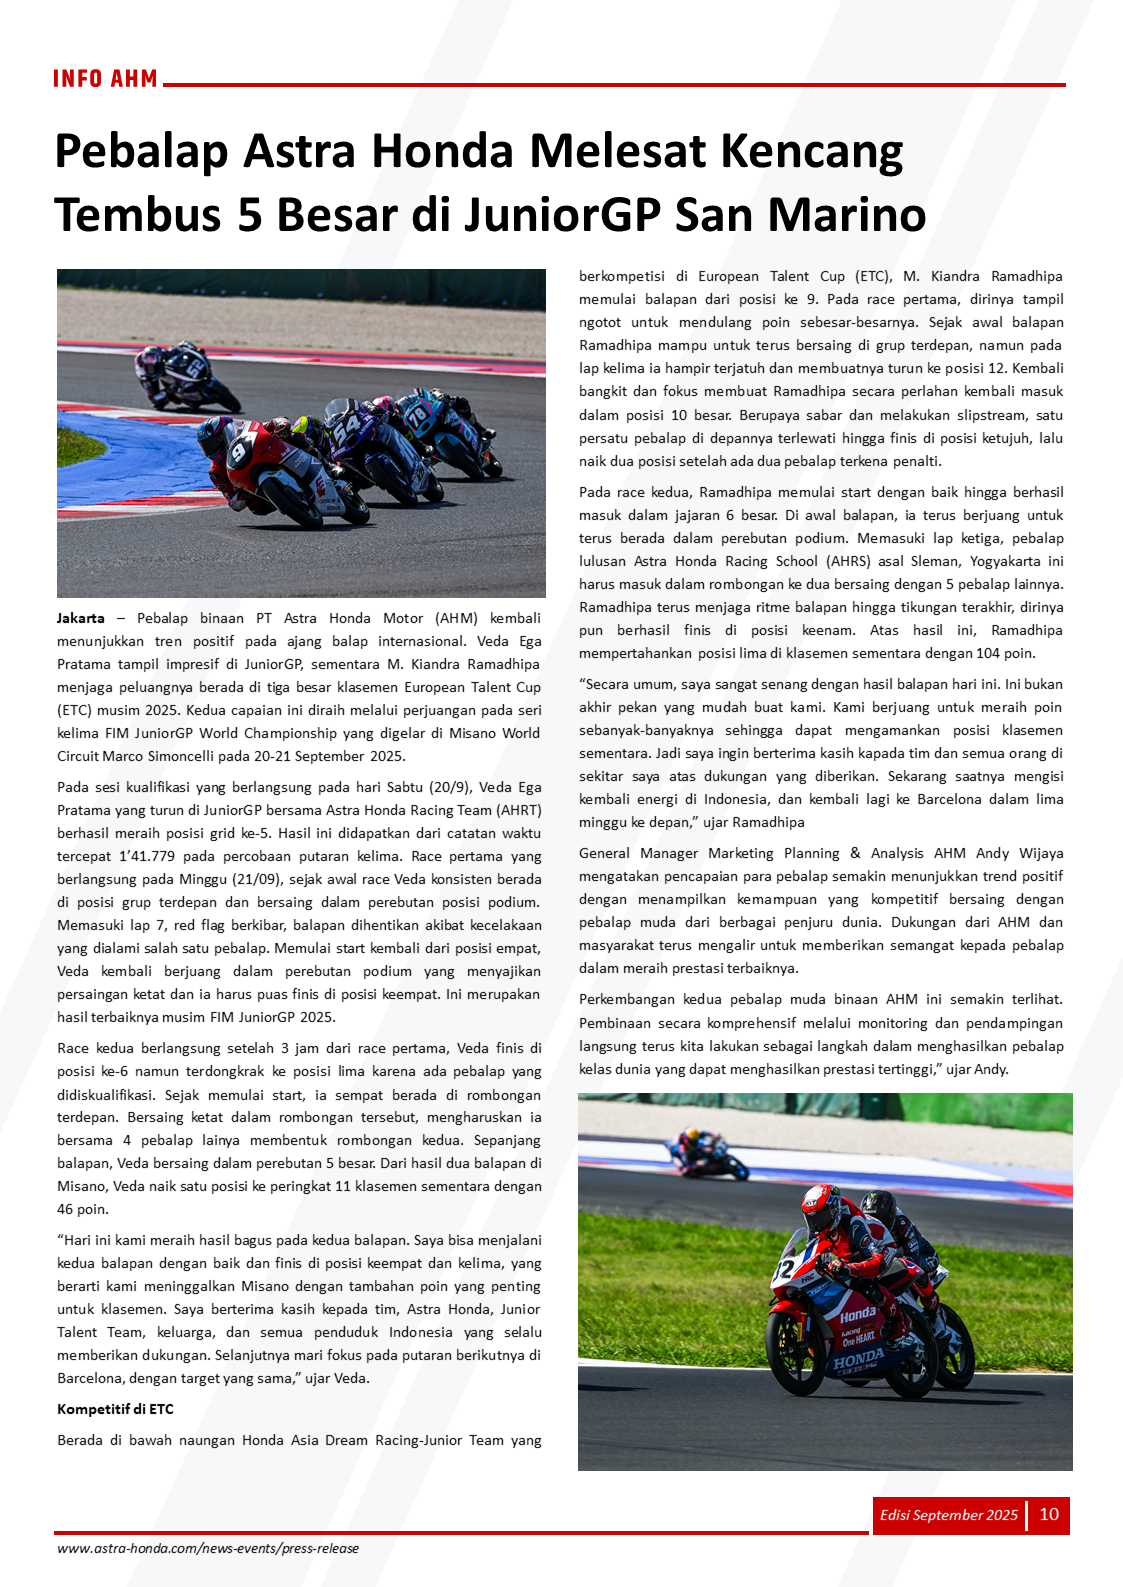 INFO AHM
Pebalap Astra Honda Melesat Kencang
Tembus 5 Besar di JuniorGP San Marino
52
9
54
78
Jakarta – Pebalap binaan PT Astra Honda Motor (AHM) kembali
menunjukkan tren positif pada ajang balap internasional. Veda Ega
Pratama tampil impresif di JuniorGP, sementara M. Kiandra Ramadhipa
menjaga peluangnya berada di tiga besar klasemen European Talent Cup
(ETC) musim 2025. Kedua capaian ini diraih melalui perjuangan pada seri
kelima FIM JuniorGP World Championship yang digelar di Misano World
Circuit Marco Simoncelli pada 20-21 September 2025.
Pada sesi kualifikasi yang berlangsung pada hari Sabtu (20/9), Veda Ega
Pratama yang turun di JuniorGP bersama Astra Honda Racing Team (AHRT)
berhasil meraih posisi grid ke-5. Hasil ini didapatkan dari catatan waktu
tercepat 1’41.779 pada percobaan putaran kelima. Race pertama yang
berlangsung pada Minggu (21/09), sejak awal race Veda konsisten berada
di posisi grup terdepan dan bersaing dalam perebutan posisi podium.
Memasuki lap 7, red flag berkibar, balapan dihentikan akibat kecelakaan
yang dialami salah satu pebalap. Memulai start kembali dari posisi empat,
Veda kembali berjuang dalam perebutan podium yang menyajikan
persaingan ketat dan ia harus puas finis di posisi keempat. Ini merupakan
hasil terbaiknya musim FIM JuniorGP 2025.
Race kedua berlangsung setelah 3 jam dari race pertama, Veda finis di
posisi ke-6 namun terdongkrak ke posisi lima karena ada pebalap yang
didiskualifikasi. Sejak memulai start, ia sempat berada di rombongan
terdepan. Bersaing ketat dalam rombongan tersebut, mengharuskan ia
bersama 4 pebalap lainya membentuk rombongan kedua. Sepanjang
balapan, Veda bersaing dalam perebutan 5 besar. Dari hasil dua balapan di
Misano, Veda naik satu posisi ke peringkat 11 klasemen sementara dengan
46 poin.
“Hari ini kami meraih hasil bagus pada kedua balapan. Saya bisa menjalani
kedua balapan dengan baik dan finis di posisi keempat dan kelima, yang
berarti kami meninggalkan Misano dengan tambahan poin yang penting
untuk klasemen. Saya berterima kasih kepada tim, Astra Honda, Junior
Talent Team, keluarga, dan semua penduduk Indonesia yang selalu
memberikan dukungan. Selanjutnya mari fokus pada putaran berikutnya di
Barcelona, dengan target yang sama,” ujar Veda.
Kompetitif di ETC
Berada di bawah naungan Honda Asia Dream Racing-Junior Team yang
berkompetisi di European Talent Cup (ETC), M. Kiandra Ramadhipa
memulai balapan dari posisi ke 9. Pada race pertama, dirinya tampil
ngotot untuk mendulang poin sebesar-besarnya. Sejak awal balapan
Ramadhipa mampu untuk terus bersaing di grup terdepan, namun pada
lap kelima ia hampir terjatuh dan membuatnya turun ke posisi 12. Kembali
bangkit dan fokus membuat Ramadhipa secara perlahan kembali masuk
dalam posisi 10 besar. Berupaya sabar dan melakukan slipstream, satu
persatu pebalap di depannya terlewati hingga finis di posisi ketujuh, lalu
naik dua posisi setelah ada dua pebalap terkena penalti.
Pada race kedua, Ramadhipa memulai start dengan baik hingga berhasil
masuk dalam jajaran 6 besar. Di awal balapan, ia terus berjuang untuk
terus berada dalam perebutan podium. Memasuki lap ketiga, pebalap
lulusan Astra Honda Racing School (AHRS) asal Sleman, Yogyakarta ini
harus masuk dalam rombongan ke dua bersaing dengan 5 pebalap lainnya.
Ramadhipa terus menjaga ritme balapan hingga tikungan terakhir, dirinya
pun berhasil finis di posisi keenam. Atas hasil ini, Ramadhipa
mempertahankan posisi lima di klasemen sementara dengan 104 poin.
“Secara umum, saya sangat senang dengan hasil balapan hari ini. Ini bukan
akhir pekan yang mudah buat kami. Kami berjuang untuk meraih poin
sebanyak-banyaknya sehingga dapat mengamankan posisi klasemen
sementara. Jadi saya ingin berterima kasih kapada tim dan semua orang di
sekitar saya atas dukungan yang diberikan. Sekarang saatnya mengisi
kembali energi di Indonesia, dan kembali lagi ke Barcelona dalam lima
minggu ke depan,” ujar Ramadhipa
General Manager Marketing Planning & Analysis AHM Andy Wijaya
mengatakan pencapaian para pebalap semakin menunjukkan trend positif
dengan menampilkan kemampuan yang kompetitif bersaing dengan
pebalap muda dari berbagai penjuru dunia. Dukungan dari AHM dan
masyarakat terus mengalir untuk memberikan semangat kepada pebalap
dalam meraih prestasi terbaiknya.
Perkembangan kedua pebalap muda binaan AHM ini semakin terlihat.
Pembinaan secara komprehensif melalui monitoring dan pendampingan
langsung terus kita lakukan sebagai langkah dalam menghasilkan pebalap
kelas dunia yang dapat menghasilkan prestasi tertinggi,” ujar Andy.
32
HRC
Honda
Racing
One HEART.
HONDA
Edisi September 2025 10
www.astra-honda.com/news-events/press-release